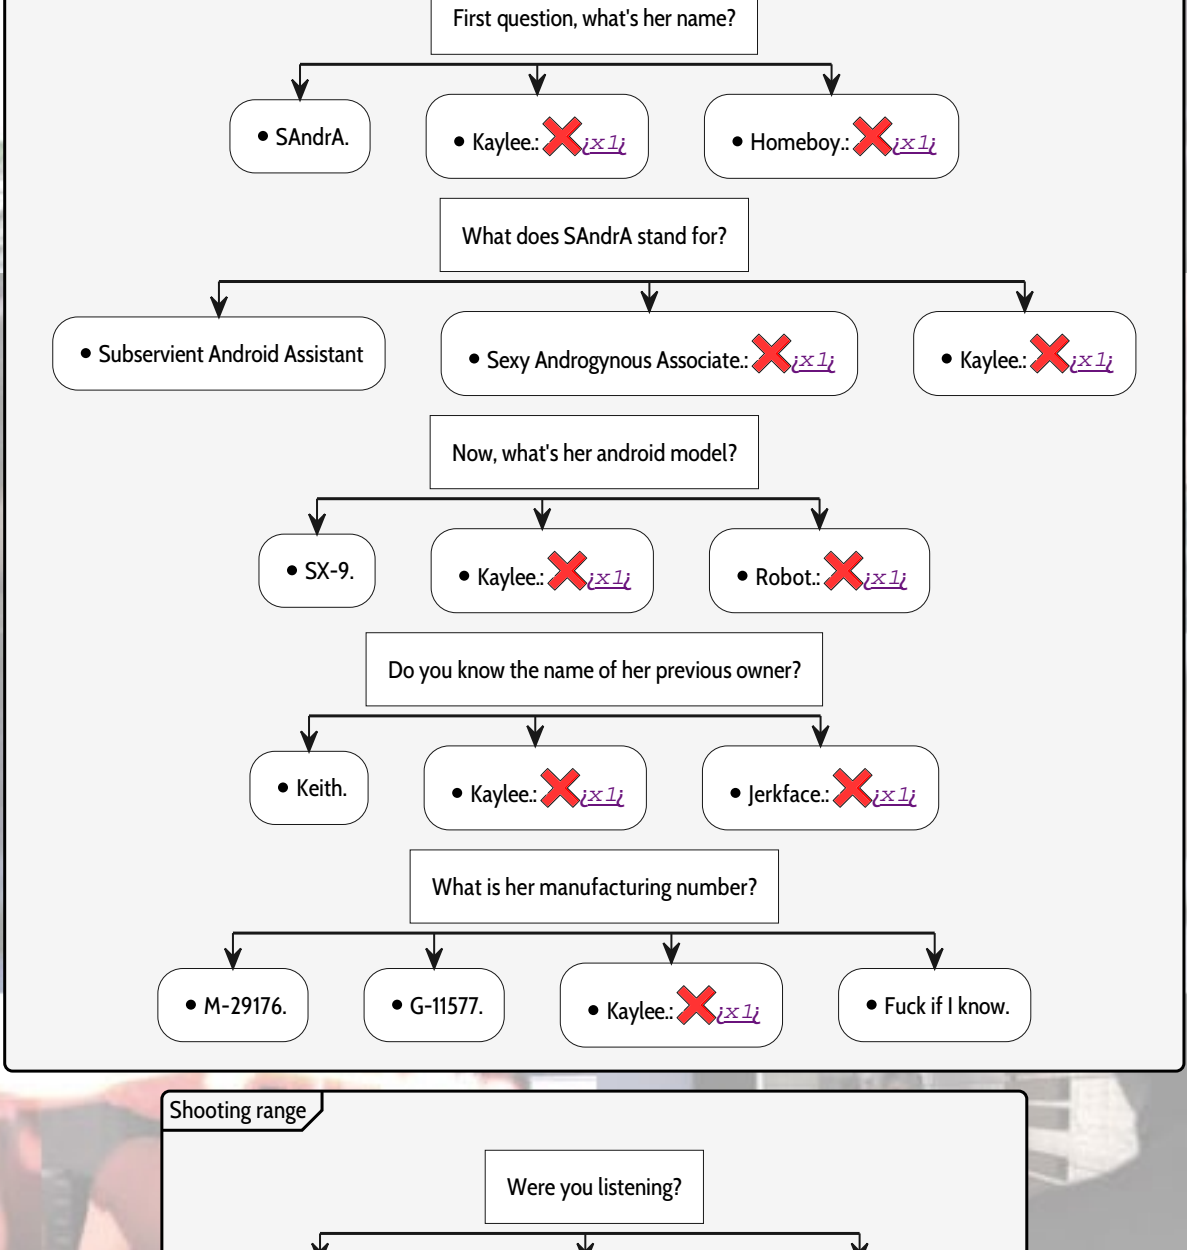 First question, what's her name?
• SAndrA.
• Kaylee.: ❌¿x1¿
• Homeboy.: ❌¿x1¿
What does SAndrA stand for?
• Subservient Android Assistant
• Sexy Androgynous Associate.: ❌¿x1¿
• Kaylee.: ❌¿x1¿
Now, what's her android model?
• SX-9.
• Kaylee.: ❌¿x1¿
• Robot.: ❌¿x1¿
Do you know the name of her previous owner?
• Keith.
• Kaylee.: ❌¿x1¿
• Jerkface.: ❌¿x1¿
What is her manufacturing number?
• M-29176.
• G-11577.
• Kaylee.: ❌¿x1¿
• Fuck if I know.
Shooting range
Were you listening?